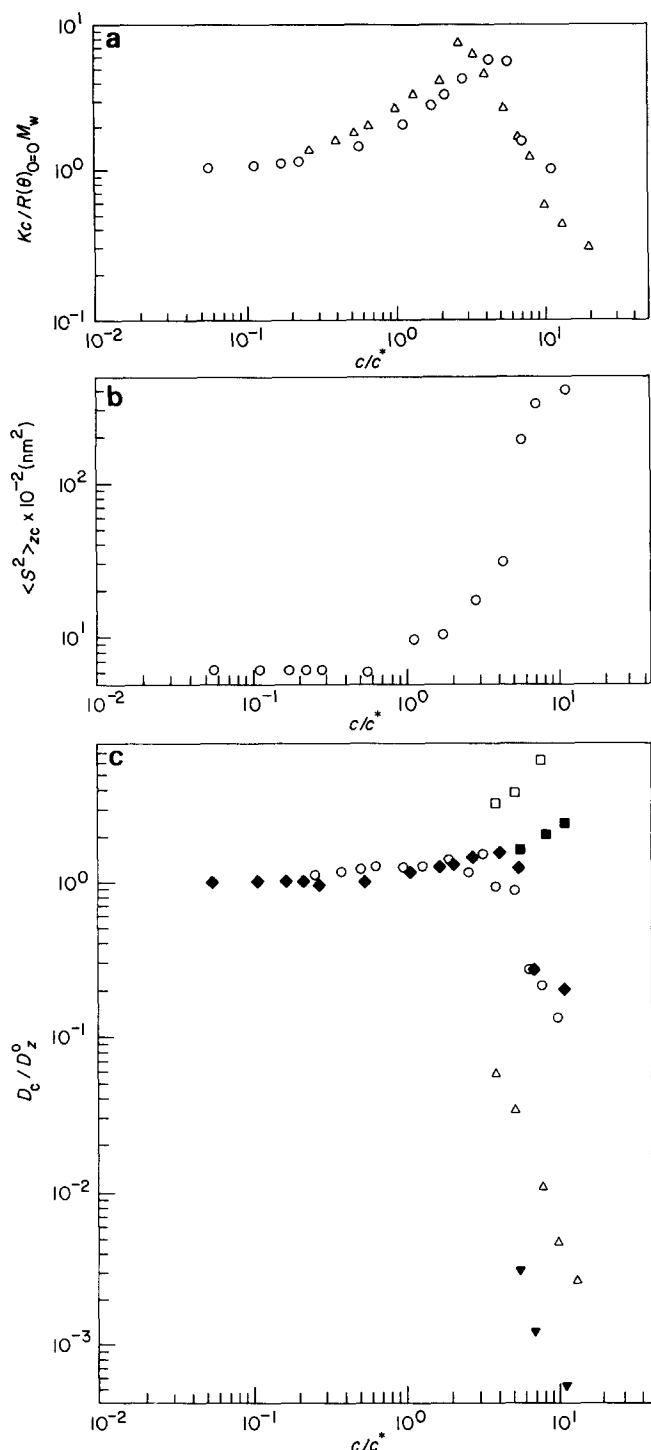 a
10¹
10⁰
10⁻¹
Kc/R(θ)θ=0 Mw
10⁻² 10⁻¹ 10⁰ 10¹
c/c*
b
10²
10¹
<S²>zc x 10⁻² (nm²)
10⁻² 10⁻¹ 10⁰ 10¹
c/c*
c
10⁰
10⁻¹
10⁻²
10⁻³
Dc/D⁰z
10⁻² 10⁻¹ 10⁰ 10¹
c/c*